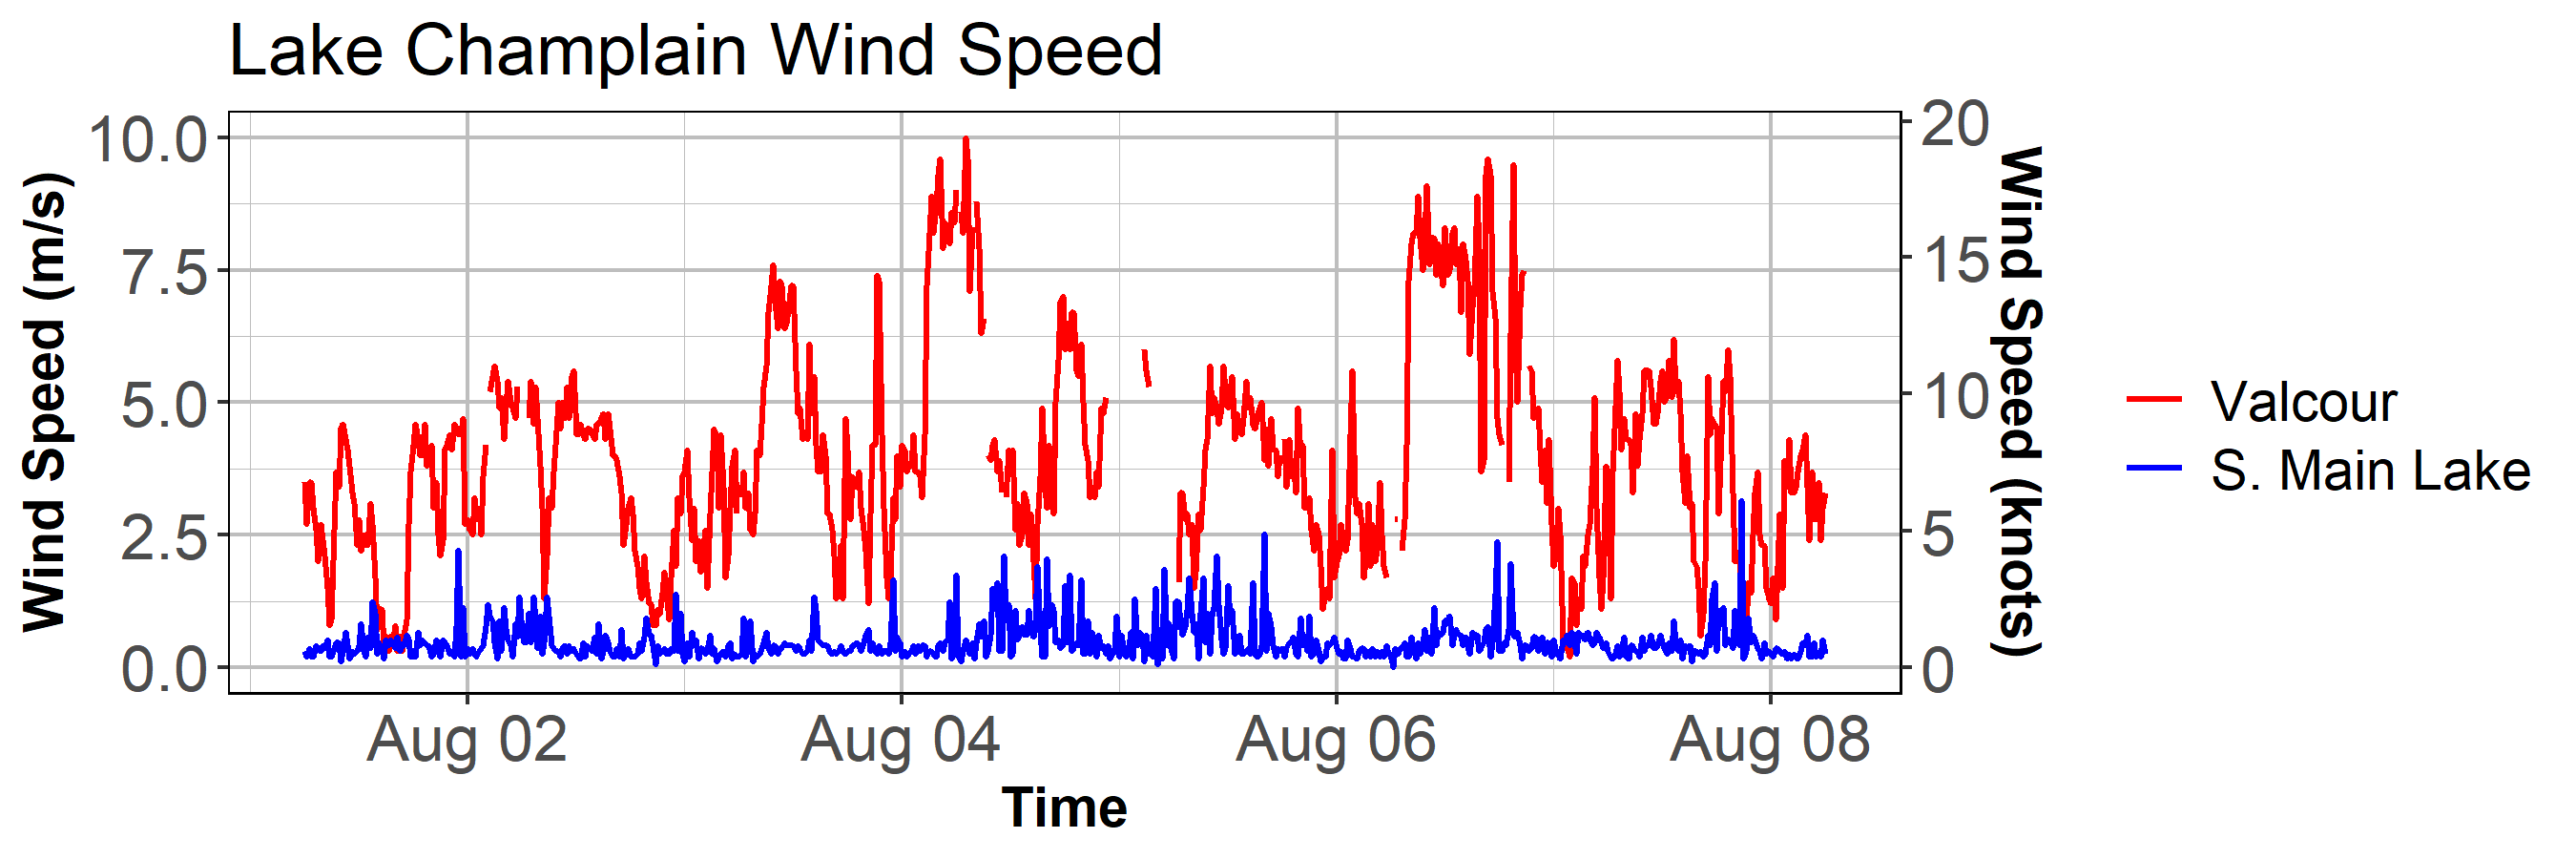 Lake Champlain Wind Speed
Wind Speed (m/s)
10.0
7.5
5.0
2.5
0.0
20
15
10
5
0
Wind Speed (knots)
Aug 02
Aug 04
Aug 06
Aug 08
Time
Valcour
S. Main Lake